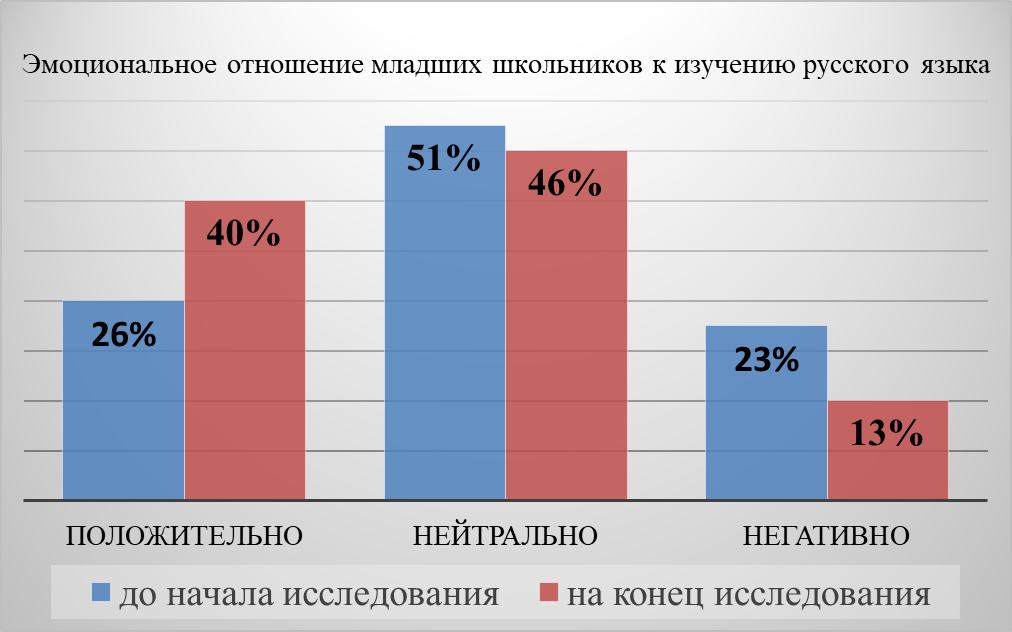 Эмоциональное отношение младших школьников к изучению русского языка
26%
40%
51%
46%
23%
13%
ПОЛОЖИТЕЛЬНО
НЕЙТРАЛЬНО
НЕГАТИВНО
до начала исследования
на конец исследования